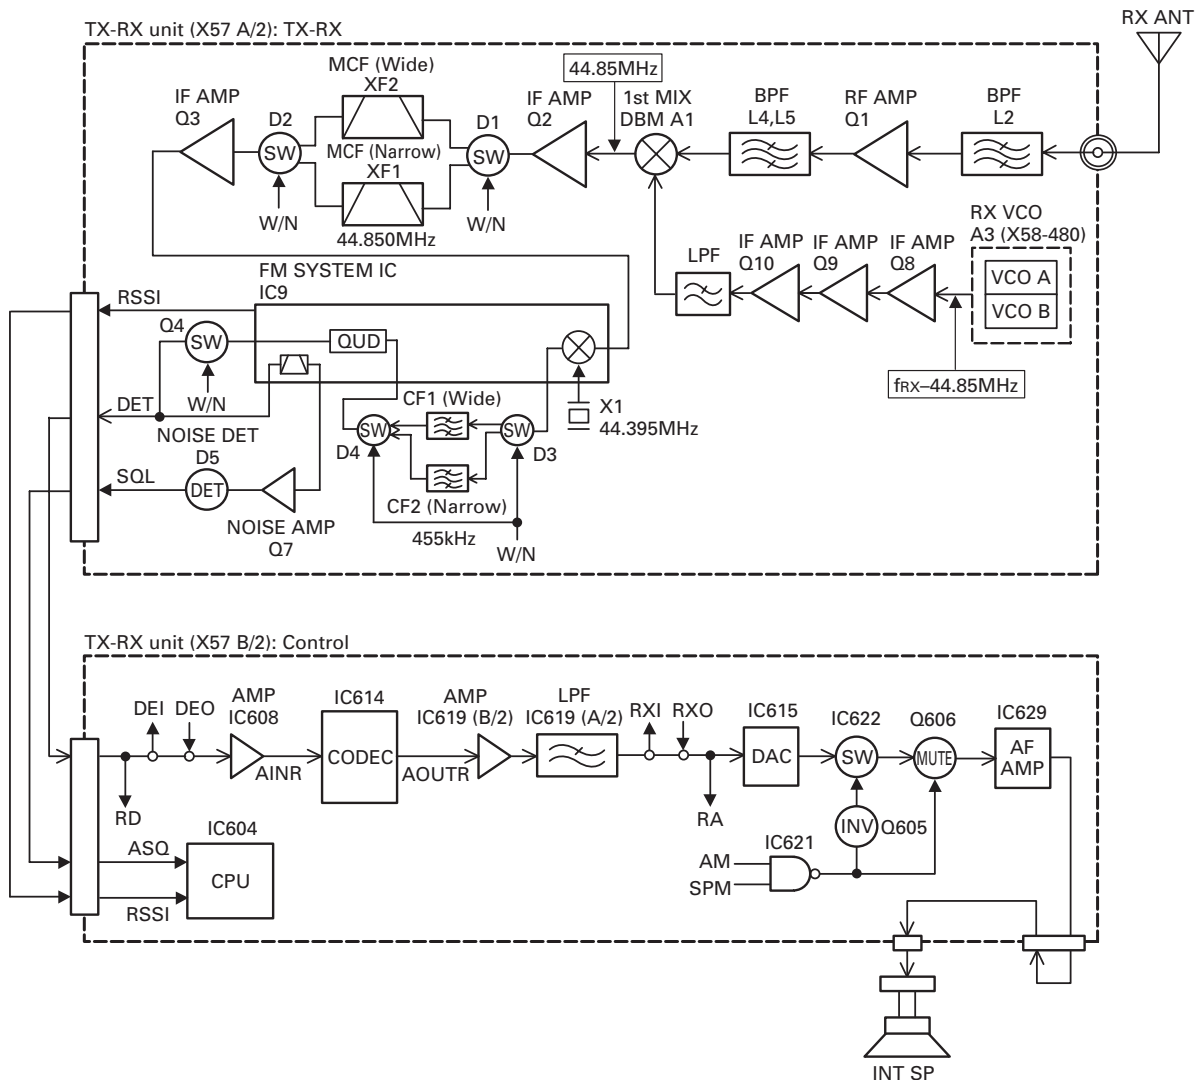 TX-RX unit (X57 A/2): TX-RX
RX ANT
MCF (Wide)
XF2
IF AMP
Q3
D2
SW
W/N
MCF (Narrow)
XF1
44.850MHz
D1
SW
W/N
IF AMP
Q2
44.85MHz
1st MIX
DBM A1
BPF
L4,L5
RF AMP
Q1
BPF
L2
RX VCO
A3 (X58-480)
VCO A
VCO B
LPF
IF AMP
Q10
IF AMP
Q9
IF AMP
Q8
fRX–44.85MHz
FM SYSTEM IC
IC9
RSSI
Q4
SW
W/N
QUD
DET
NOISE DET
D5
DET
SQL
NOISE AMP
Q7
CF1 (Wide)
SW
D4
SW
D3
CF2 (Narrow)
455kHz
W/N
X1
44.395MHz
TX-RX unit (X57 B/2): Control
DEI
DEO
AMP
IC608
AINR
IC614
CODEC
AOUTR
AMP
IC619 (B/2)
LPF
IC619 (A/2)
RXI
RXO
IC615
DAC
IC622
SW
Q606
MUTE
IC629
AF
AMP
RD
RA
INV
Q605
IC621
AM
SPM
ASQ
RSSI
IC604
CPU
INT SP